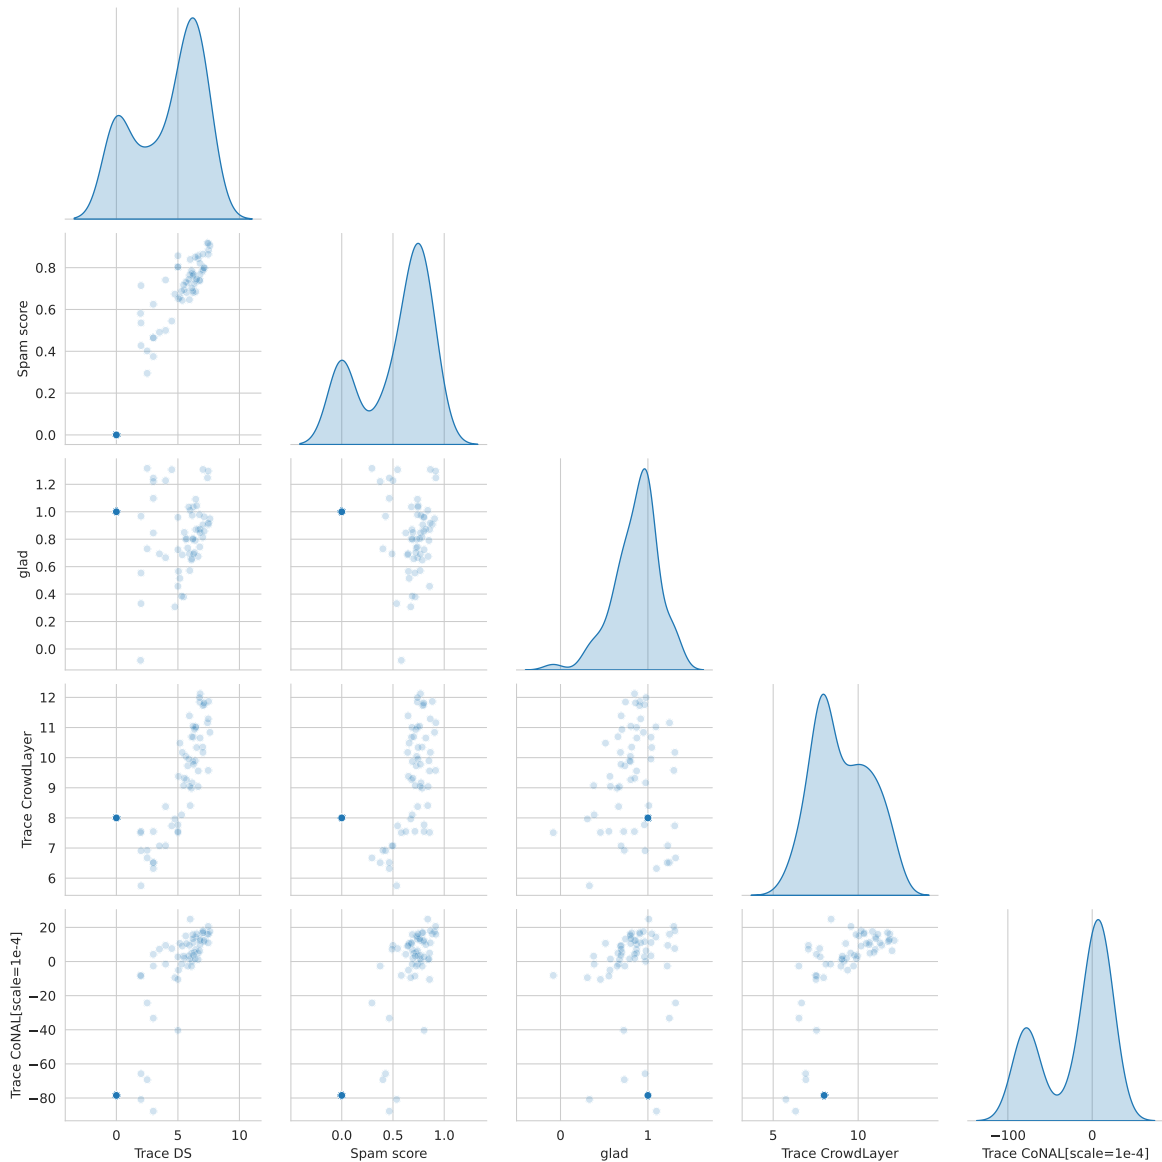 0.8
0.6
0.4
0.2
0.0
Spam score
1.2
1.0
0.8
0.6
0.4
0.2
0.0
glad
12
11
10
9
8
7
6
Trace CrowdLayer
20
0
−20
−40
−60
−80
Trace CoNAL[scale=1e-4]
0 5 10
Trace DS
0.0 0.5 1.0
Spam score
0 1
glad
5 10
Trace CrowdLayer
−100 0
Trace CoNAL[scale=1e-4]